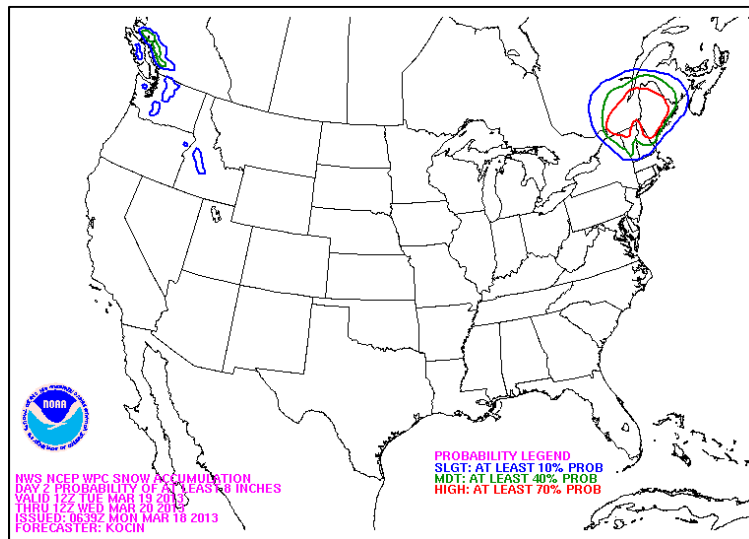 NOAA
PROBABILITY LEGEND
SLGT: AT LEAST 10% PROB
MDT: AT LEAST 40% PROB
HIGH: AT LEAST 70% PROB
NWS NCEP WPC SNOW ACCUMULATION
DAY 2 PROBABILITY OF AT LEAST 8 INCHES
VALID 12Z TUE MAR 19 2013
THRU 12Z WED MAR 20 2013
ISSUED: 0639Z MON MAR 18 2013
FORECASTER: KOCIN